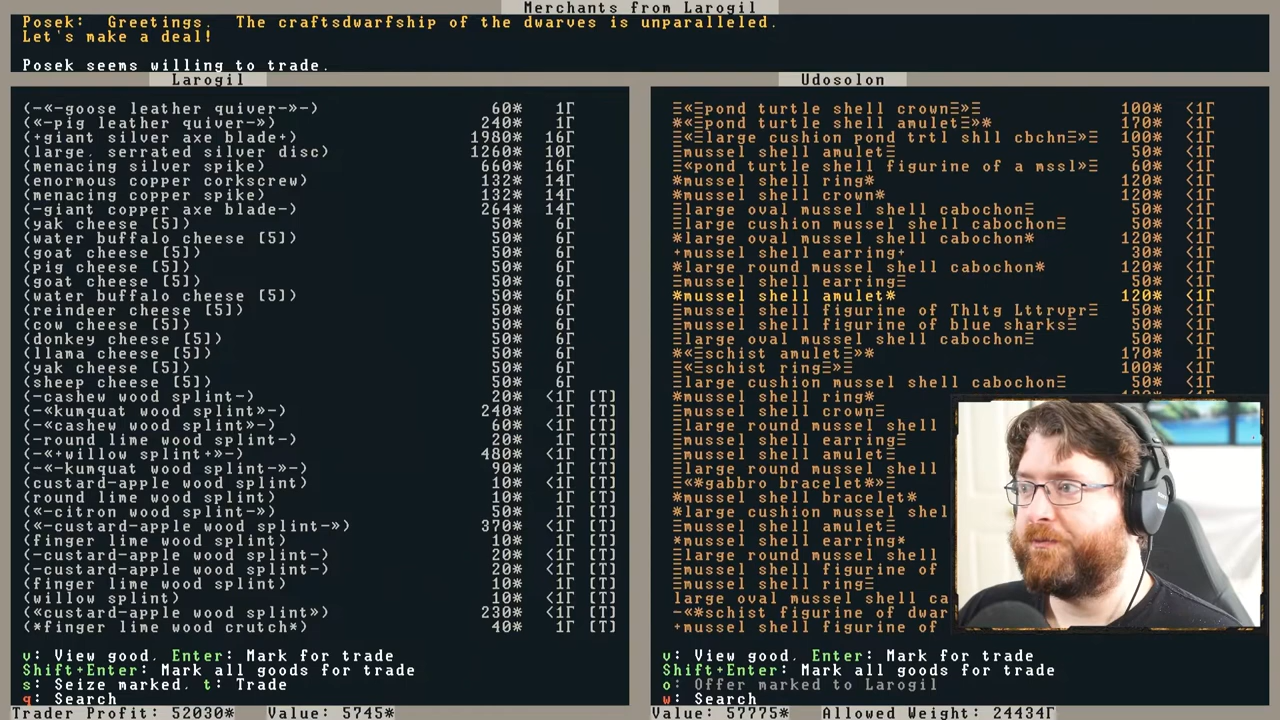 Merchants from Larogil
Posek: Greetings. The craftsdwarfship of the dwarves is unparalleled.
Let's make a deal!
Posek seems willing to trade.
Larogil
(-«-goose leather quiver-»-) 60☼ 1Γ
(«-pig leather quiver-») 240☼ 1Γ
(+giant silver axe blade+) 1980☼ 16Γ
(large, serrated silver disc) 1260☼ 10Γ
(menacing silver spike) 660☼ 16Γ
(enormous copper corkscrew) 132☼ 14Γ
(menacing copper spike) 132☼ 14Γ
(-giant copper axe blade-) 264☼ 14Γ
(yak cheese [5]) 50☼ 6Γ
(water buffalo cheese [5]) 50☼ 6Γ
(goat cheese [5]) 50☼ 6Γ
(pig cheese [5]) 50☼ 6Γ
(goat cheese [5]) 50☼ 6Γ
(water buffalo cheese [5]) 50☼ 6Γ
(reindeer cheese [5]) 50☼ 6Γ
(cow cheese [5]) 50☼ 6Γ
(donkey cheese [5]) 50☼ 6Γ
(llama cheese [5]) 50☼ 6Γ
(yak cheese [5]) 50☼ 6Γ
(sheep cheese [5]) 50☼ 6Γ
(-cashew wood splint-) 20☼ <1Γ [T]
(-«kumquat wood splint»-) 240☼ <1Γ [T]
(-«cashew wood splint»-) 60☼ <1Γ [T]
(-round lime wood splint-) 20☼ <1Γ [T]
(-«+willow splint+»-) 480☼ <1Γ [T]
(-«-kumquat wood splint-»-) 90☼ <1Γ [T]
(custard-apple wood splint) 10☼ <1Γ [T]
(round lime wood splint) 10☼ <1Γ [T]
(«-citron wood splint-») 50☼ <1Γ [T]
(«-custard-apple wood splint-») 370☼ <1Γ [T]
(finger lime wood splint) 10☼ <1Γ [T]
(-custard-apple wood splint-) 20☼ <1Γ [T]
(-custard-apple wood splint-) 20☼ <1Γ [T]
(finger lime wood splint) 10☼ <1Γ [T]
(willow splint) 10☼ <1Γ [T]
(«custard-apple wood splint») 230☼ <1Γ [T]
(*finger lime wood crutch*) 40☼ 1Γ [T]
v: View good, Enter: Mark for trade
Shift+Enter: Mark all goods for trade
s: Seize marked, t: Trade
q: Search
Trader Profit: 52030☼ Value: 5745☼
Udosolon
≡«≡pond turtle shell crown≡»≡ 100☼ <1Γ
*«≡pond turtle shell amulet≡»* 170☼ <1Γ
≡«≡large cushion pond trtl shll cbchn≡»≡ 100☼ <1Γ
≡mussel shell amulet≡ 50☼ <1Γ
≡«pond turtle shell figurine of a mssl»≡ 60☼ <1Γ
*mussel shell ring* 120☼ <1Γ
*mussel shell crown* 120☼ <1Γ
≡large oval mussel shell cabochon≡ 50☼ <1Γ
≡large cushion mussel shell cabochon≡ 50☼ <1Γ
*large oval mussel shell cabochon* 120☼ <1Γ
+mussel shell earring+ 30☼ <1Γ
*large round mussel shell cabochon* 120☼ <1Γ
≡mussel shell earring≡ 50☼ <1Γ
*mussel shell amulet* 120☼ <1Γ
≡mussel shell figurine of Thltg Lttrvpr≡ 50☼ <1Γ
≡mussel shell figurine of blue sharks≡ 50☼ <1Γ
≡large oval mussel shell cabochon≡ 50☼ <1Γ
*«≡schist amulet≡»* 170☼ <1Γ
≡«≡schist ring≡»≡ 100☼ <1Γ
≡large cushion mussel shell cabochon≡ 50☼ <1Γ
*mussel shell ring*
≡mussel shell crown≡
≡large round mussel shell
≡mussel shell earring≡
≡mussel shell amulet≡
≡large round mussel shell
≡«*gabbro bracelet*»≡
*mussel shell bracelet*
*large cushion mussel shel
≡mussel shell amulet≡
*mussel shell earring*
≡large round mussel shell
≡mussel shell figurine of
≡mussel shell ring≡
large oval mussel shell ca
-«*schist figurine of dwar
+mussel shell figurine of
v: View good, Enter: Mark for trade
Shift+Enter: Mark all goods for trade
o: Offer marked to Larogil
w: Search
Value: 57775☼ Allowed Weight: 24434Γ